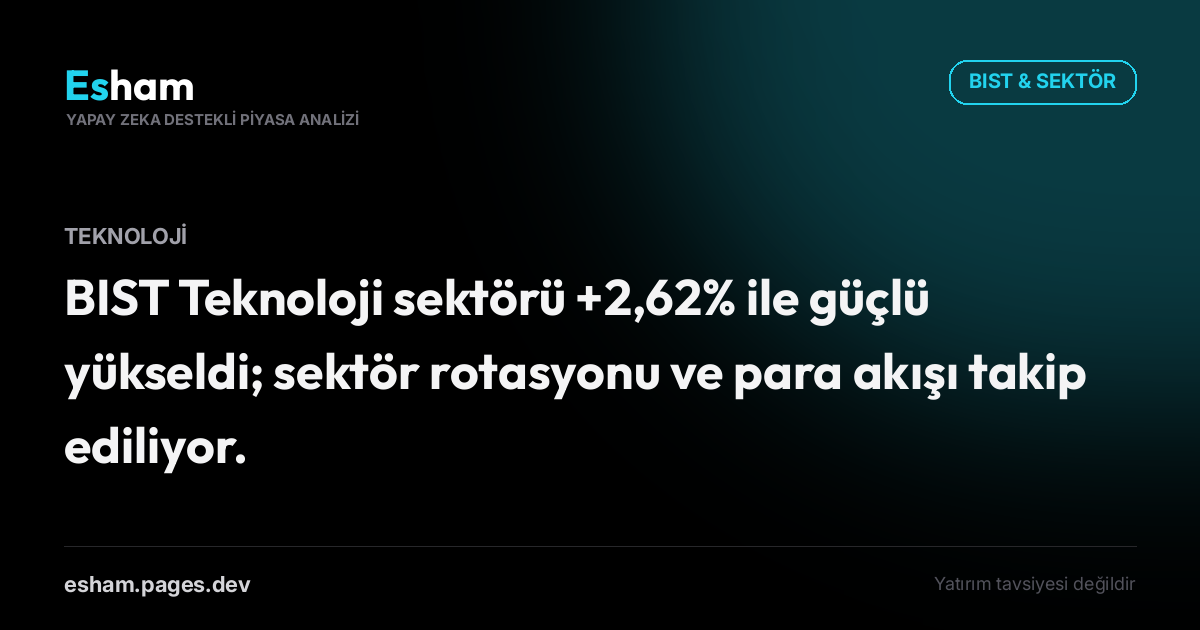 Esham
BIST & SEKTÖR
YAPAY ZEKA DESTEKLİ PİYASA ANALİZİ
TEKNOLOJİ
BIST Teknoloji sektörü +2,62% ile güçlü
yükseldi; sektör rotasyonu ve para akışı takip
ediliyor.
esham.pages.dev
Yatırım tavsiyesi değildir